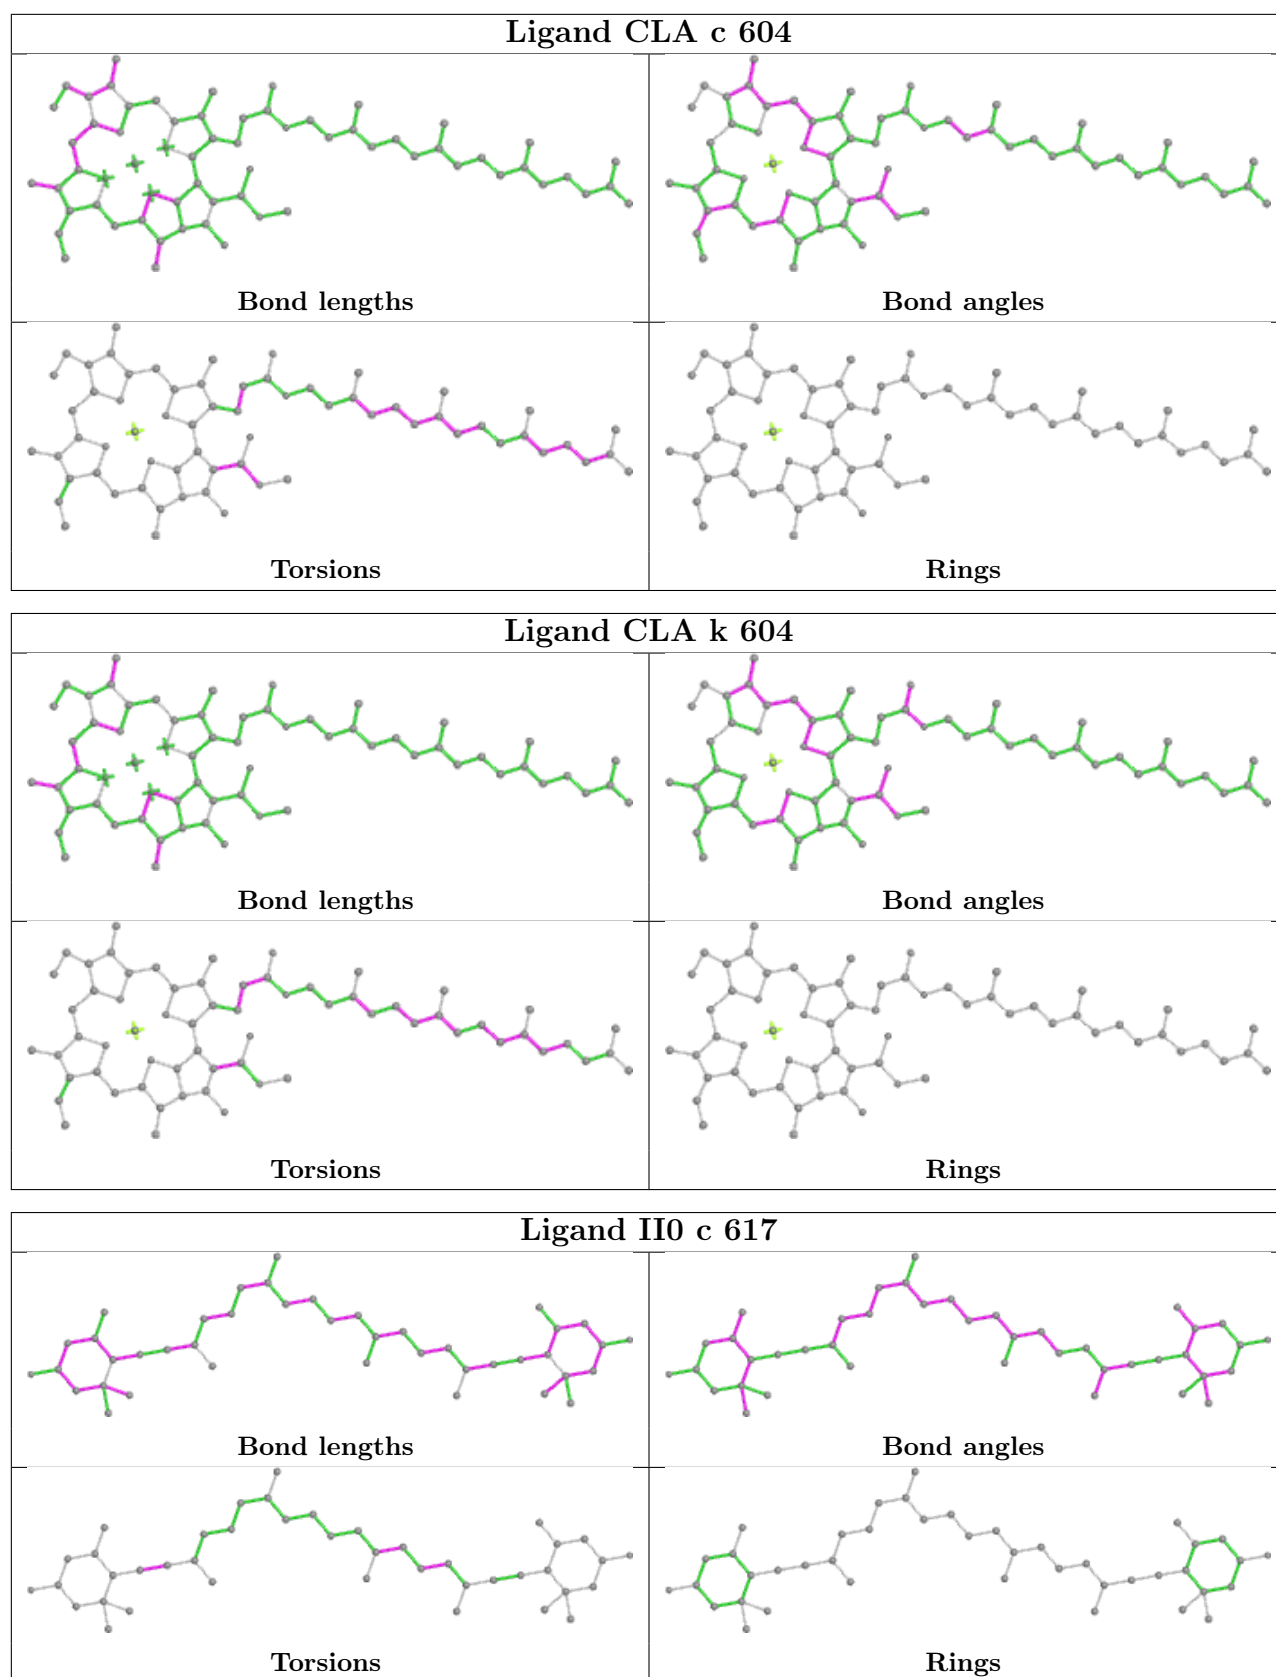 Ligand CLA c 604
Bond lengths
Bond angles
Torsions
Rings
Ligand CLA k 604
Bond lengths
Bond angles
Torsions
Rings
Ligand II0 c 617
Bond lengths
Bond angles
Torsions
Rings